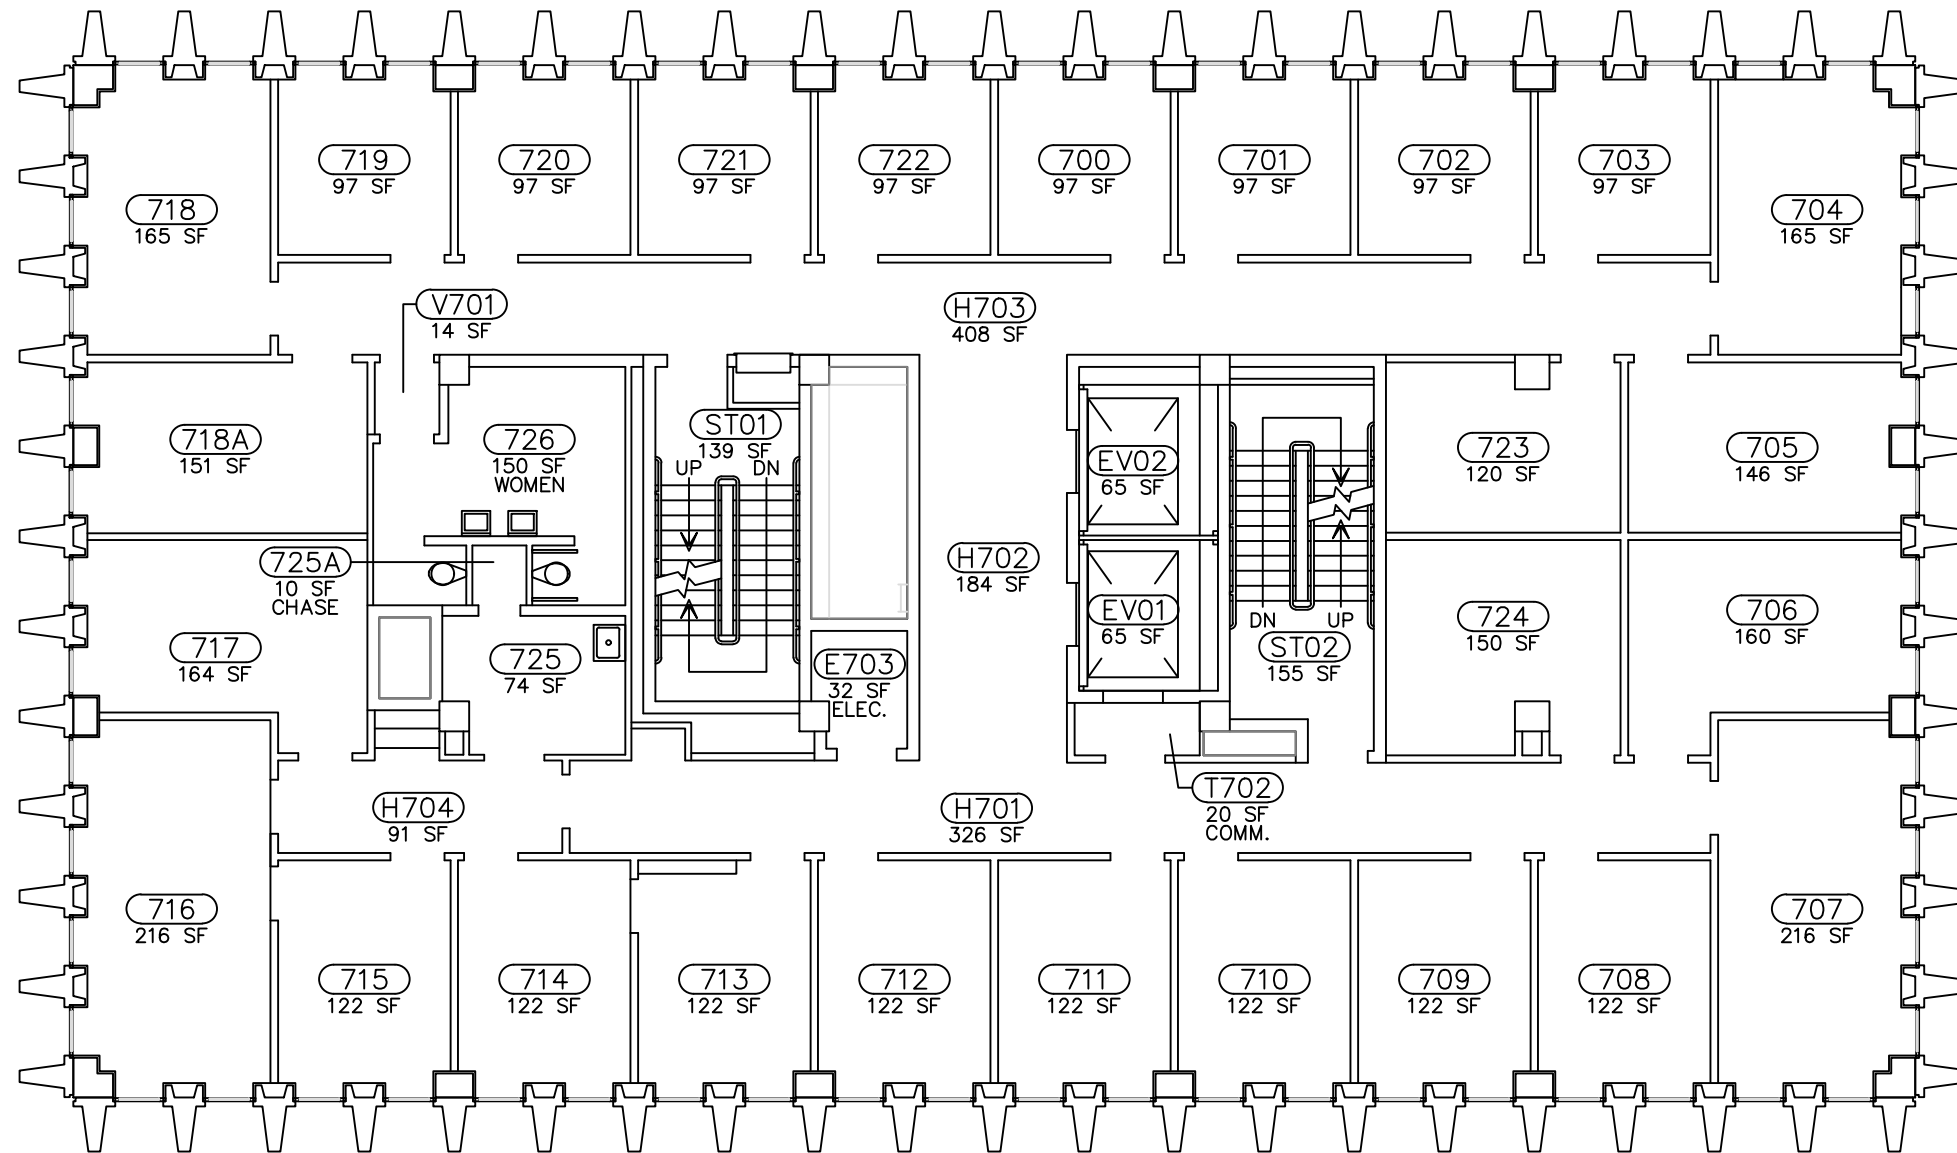 719
97 SF
720
97 SF
721
97 SF
722
97 SF
700
97 SF
701
97 SF
702
97 SF
703
97 SF
718
165 SF
704
165 SF
V701
14 SF
H703
408 SF
718A
151 SF
726
150 SF
WOMEN
ST01
139 SF
UP
DN
EV02
65 SF
723
120 SF
705
146 SF
725A
10 SF
CHASE
H702
184 SF
EV01
65 SF
DN
UP
ST02
155 SF
724
150 SF
706
160 SF
717
164 SF
725
74 SF
E703
32 SF
ELEC.
H704
91 SF
H701
326 SF
T702
20 SF
COMM.
716
216 SF
707
216 SF
715
122 SF
714
122 SF
713
122 SF
712
122 SF
711
122 SF
710
122 SF
709
122 SF
708
122 SF